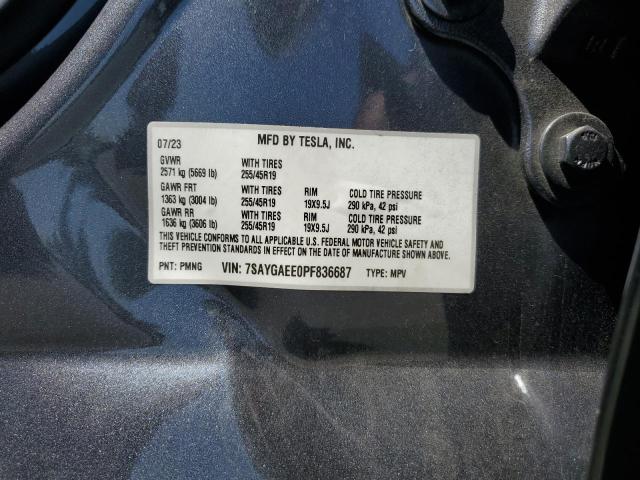 07/23 MFD BY TESLA, INC.
GVWR WITH TIRES
2571 kg (5669 lb) 255/45R19
GAWR FRT WITH TIRES RIM COLD TIRE PRESSURE
1363 kg (3004 lb) 255/45R19 19X9.5J 290 kPa, 42 psi
GAWR RR WITH TIRES RIM COLD TIRE PRESSURE
1636 kg (3606 lb) 255/45R19 19X9.5J 290 kPa, 42 psi
THIS VEHICLE CONFORMS TO ALL APPLICABLE U.S. FEDERAL MOTOR VEHICLE SAFETY AND
THEFT PREVENTION STANDARDS IN EFFECT ON THE DATE OF MANUFACTURE SHOWN ABOVE.
PNT: PMNG VIN: 7SAYGAEE0PF836687 TYPE: MPV